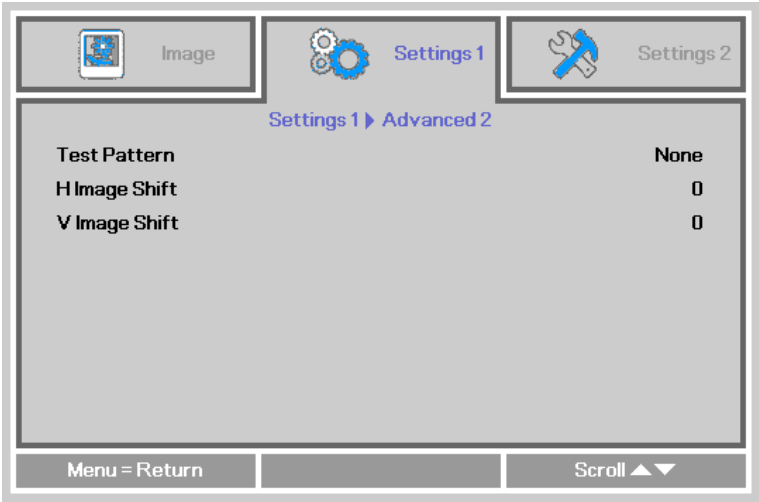 Image
Settings 1
Settings 2
Settings 1 ▶ Advanced 2
Test Pattern None
H Image Shift 0
V Image Shift 0
Menu = Return
Scroll ▲▼